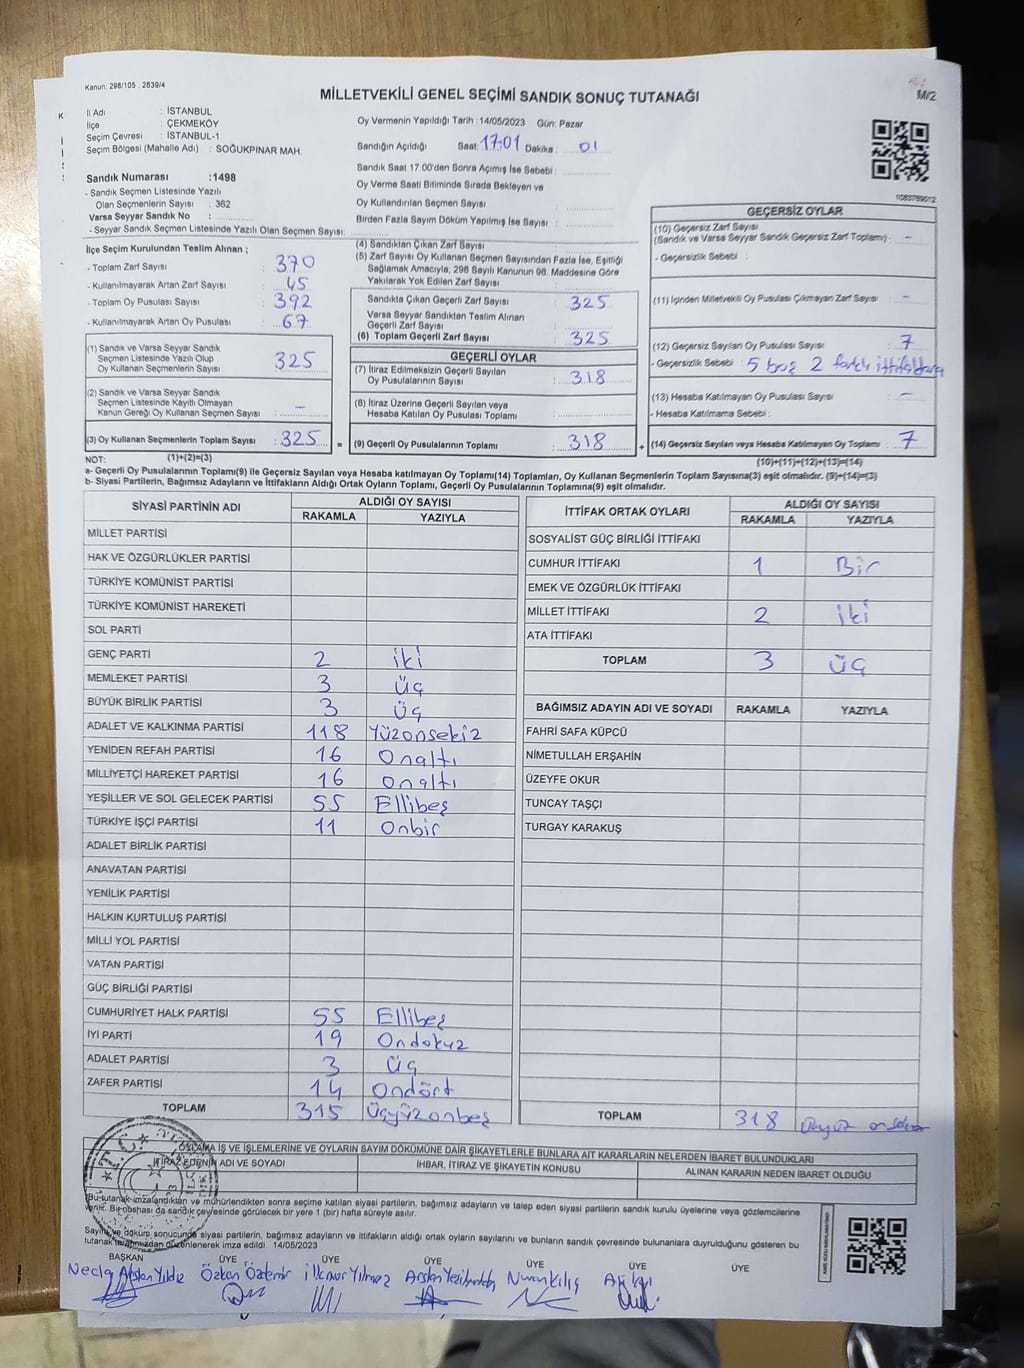 Kanun: 298/105 . 2839/4
MİLLETVEKİLİ GENEL SEÇİMİ SANDIK SONUÇ TUTANAĞI
M/2
İl Adı : İSTANBUL
İlçe : ÇEKMEKÖY
Seçim Çevresi : İSTANBUL-1
Seçim Bölgesi (Mahalle Adı) : SOĞUKPINAR MAH.
Oy Vermenin Yapıldığı Tarih :14/05/2023 Gün: Pazar
Sandığın Açıldığı Saat: 17:01 Dakika : 01
Sandık Saat 17:00'den Sonra Açımış İse Sebebi :
Oy Verme Saati Bitiminde Sırada Bekleyen ve
Oy Kullandırılan Seçmen Sayısı :
Birden Fazla Sayım Döküm Yapılmış İse Sayısı :
Sandık Numarası :1498
- Sandık Seçmen Listesinde Yazılı
Olan Seçmenlerin Sayısı : 362
Varsa Seyyar Sandık No :
- Seyyar Sandık Seçmen Listesinde Yazılı Olan Seçmen Sayısı:
İlçe Seçim Kurulundan Teslim Alınan ;
- Toplam Zarf Sayısı : 370
- Kullanılmayarak Artan Zarf Sayısı : 45
- Toplam Oy Pusulası Sayısı : 392
- Kullanılmayarak Artan Oy Pusulası : 67
(1) Sandık ve Varsa Seyyar Sandık
Seçmen Listesinde Yazılı Olup
Oy Kullanan Seçmenlerin Sayısı : 325
(2) Sandık ve Varsa Seyyar Sandık
Seçmen Listesinde Kayıtlı Olmayan
Kanun Gereği Oy Kullanan Seçmen Sayısı : -
(3) Oy Kullanan Seçmenlerin Toplam Sayısı : 325
(4) Sandıktan Çıkan Zarf Sayısı :
(5) Zarf Sayısı Oy Kullanan Seçmen Sayısından Fazla İse, Eşitliği
Sağlamak Amacıyla, 298 Sayılı Kanunun 98. Maddesine Göre
Yakılarak Yok Edilen Zarf Sayısı :
Sandıkta Çıkan Geçerli Zarf Sayısı : 325
Varsa Seyyar Sandıktan Teslim Alınan
Geçerli Zarf Sayısı :
(6) Toplam Geçerli Zarf Sayısı : 325
GEÇERLİ OYLAR
(7) İtiraz Edilmeksizin Geçerli Sayılan
Oy Pusulalarının Sayısı : 318
(8) İtiraz Üzerine Geçerli Sayılan veya
Hesaba Katılan Oy Pusulası Toplamı :
= (9) Geçerli Oy Pusulalarının Toplamı : 318
GEÇERSİZ OYLAR
(10) Geçersiz Zarf Sayısı
(Sandık ve Varsa Seyyar Sandık Geçersiz Zarf Toplamı) : -
- Geçersizlik Sebebi :
(11) İçinden Milletvekili Oy Pusulası Çıkmayan Zarf Sayısı : -
(12) Geçersiz Sayılan Oy Pusulası Sayısı : 7
- Geçersizlik Sebebi : 5 boş 2 farklı ittifaklara
(13) Hesaba Katılmayan Oy Pusulası Sayısı : -
- Hesaba Katılmama Sebebi :
+ (14) Geçersiz Sayılan veya Hesaba Katılmayan Oy Toplamı : 7
NOT: (1)+(2)=(3)
(10)+(11)+(12)+(13)=(14)
a- Geçerli Oy Pusulalarının Toplamı(9) ile Geçersiz Sayılan veya Hesaba katılmayan Oy Toplamı(14) Toplamları, Oy Kullanan Seçmenlerin Toplam Sayısına(3) eşit olmalıdır. (9)+(14)=(3)
b- Siyasi Partilerin, Bağımsız Adayların ve İttifakların Aldığı Ortak Oyların Toplamı, Geçerli Oy Pusulalarının Toplamına(9) eşit olmalıdır.
SİYASİ PARTİNİN ADI ALDIĞI OY SAYISI
RAKAMLA YAZIYLA
MİLLET PARTİSİ
HAK VE ÖZGÜRLÜKLER PARTİSİ
TÜRKİYE KOMÜNİST PARTİSİ
TÜRKİYE KOMÜNİST HAREKETİ
SOL PARTİ
GENÇ PARTİ 2 iki
MEMLEKET PARTİSİ 3 üç
BÜYÜK BİRLİK PARTİSİ 3 üç
ADALET VE KALKINMA PARTİSİ 118 Yüzonsekiz
YENİDEN REFAH PARTİSİ 16 Onaltı
MİLLİYETÇİ HAREKET PARTİSİ 16 onaltı
YEŞİLLER VE SOL GELECEK PARTİSİ 55 Ellibeş
TÜRKİYE İŞÇİ PARTİSİ 11 Onbir
ADALET BİRLİK PARTİSİ
ANAVATAN PARTİSİ
YENİLİK PARTİSİ
HALKIN KURTULUŞ PARTİSİ
MİLLİ YOL PARTİSİ
VATAN PARTİSİ
GÜÇ BİRLİĞİ PARTİSİ
CUMHURİYET HALK PARTİSİ 55 Ellibeş
İYİ PARTİ 19 Ondokuz
ADALET PARTİSİ 3 üç
ZAFER PARTİSİ 14 ondört
TOPLAM 315 üçyüzonbeş
İTTİFAK ORTAK OYLARI ALDIĞI OY SAYISI
RAKAMLA YAZIYLA
SOSYALİST GÜÇ BİRLİĞİ İTTİFAKI
CUMHUR İTTİFAKI 1 Bir
EMEK VE ÖZGÜRLÜK İTTİFAKI
MİLLET İTTİFAKI 2 iki
ATA İTTİFAKI
TOPLAM 3 üç
BAĞIMSIZ ADAYIN ADI VE SOYADI RAKAMLA YAZIYLA
FAHRİ SAFA KÜPCÜ
NİMETULLAH ERŞAHİN
ÜZEYFE OKUR
TUNCAY TAŞÇI
TURGAY KARAKUŞ
TOPLAM 318
OYLAMA İŞ VE İŞLEMLERİNE VE OYLARIN SAYIM DÖKÜMÜNE DAİR ŞİKAYETLERLE BUNLARA AİT KARARLARIN NELERDEN İBARET BULUNDUKLARI
İTİRAZ EDENİN ADI VE SOYADI İHBAR, İTİRAZ VE ŞİKAYETİN KONUSU ALINAN KARARIN NEDEN İBARET OLDUĞU
Bu tutanak imzalandıktan ve mühürlendikten sonra seçime katılan siyasi partilerin, bağımsız adayların ve talep eden siyasi partilerin sandık kurulu üyelerine veya gözlemcilerine
verilir. Bir nüshası da sandık çevresinde görülecek bir yere 1 (bir) hafta süreyle asılır.
Sayım ve döküm sonucunda siyasi partilerin, bağımsız adayların ve ittifakların aldığı ortak oyların sayılarını ve bunların sandık çevresinde bulunanlara duyrulduğunu gösteren bu
tutanak tarafımızdan düzenlenerek imza edildi. 14/05/2023
BAŞKAN ÜYE ÜYE ÜYE ÜYE ÜYE ÜYE
Necla Arslan Yıldız Özkan Özdemir İlknur Yılmaz Arslan Nuran Kılıç